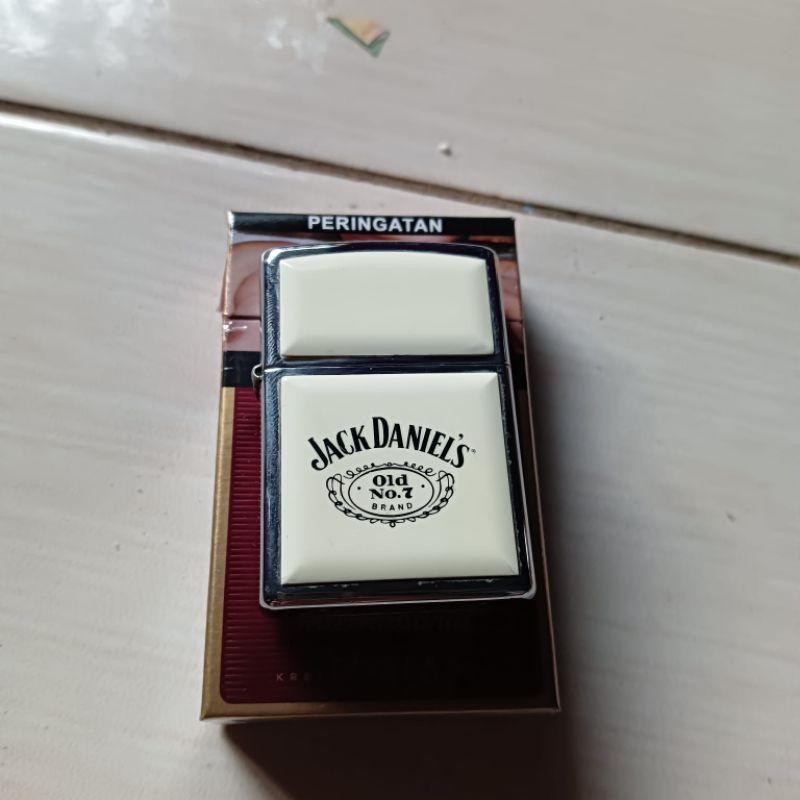 PERINGATAN
JACK DANIEL'S
Old
No.7
BRAND